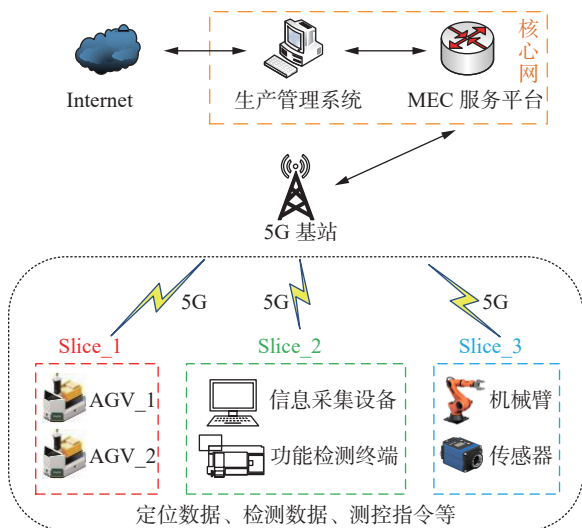 核心网
Internet
生产管理系统
MEC 服务平台
5G 基站
5G
5G
5G
Slice_1
Slice_2
Slice_3
AGV_1
信息采集设备
机械臂
AGV_2
功能检测终端
传感器
定位数据、检测数据、测控指令等